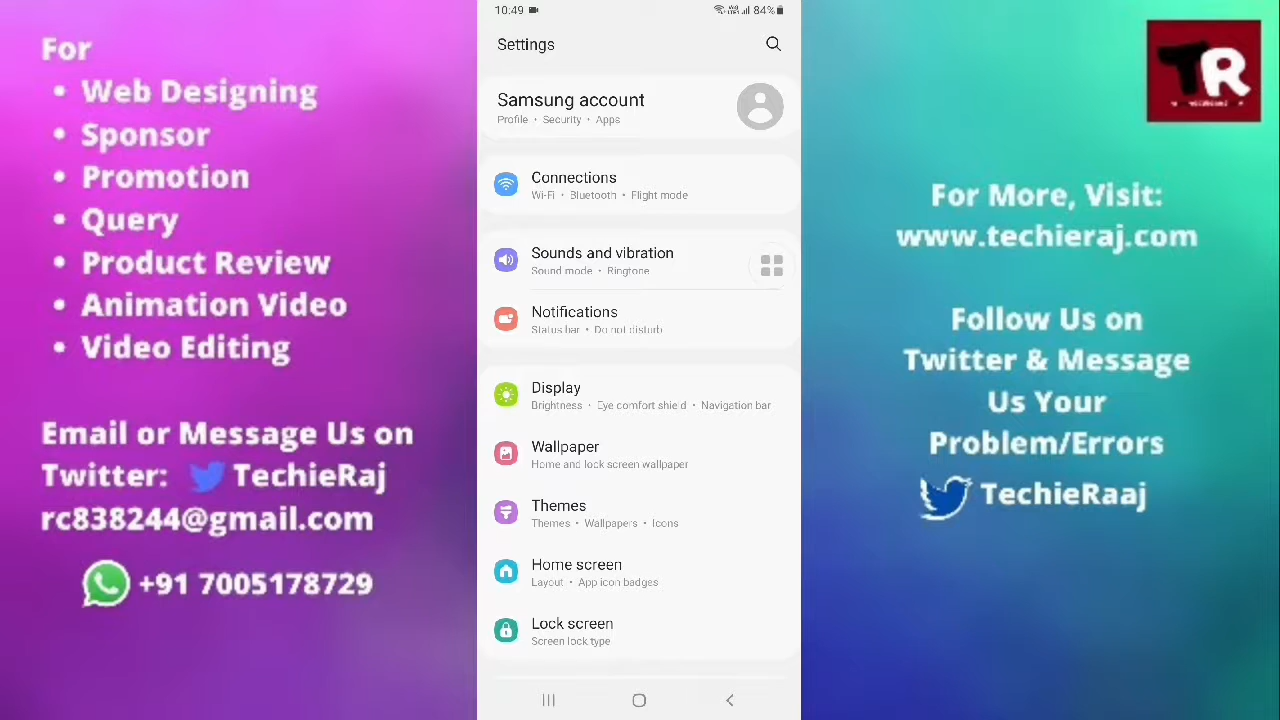 For
• Web Designing
• Sponsor
• Promotion
• Query
• Product Review
• Animation Video
• Video Editing
Email or Message Us on
Twitter: TechieRaj
rc838244@gmail.com
+91 7005178729
10:49
84%
Settings
Samsung account
Profile • Security • Apps
Connections
Wi-Fi • Bluetooth • Flight mode
Sounds and vibration
Sound mode • Ringtone
Notifications
Status bar • Do not disturb
Display
Brightness • Eye comfort shield • Navigation bar
Wallpaper
Home and lock screen wallpaper
Themes
Themes • Wallpapers • Icons
Home screen
Layout • App icon badges
Lock screen
Screen lock type
TR
For More, Visit:
www.techieraj.com
Follow Us on
Twitter & Message
Us Your
Problem/Errors
TechieRaaj